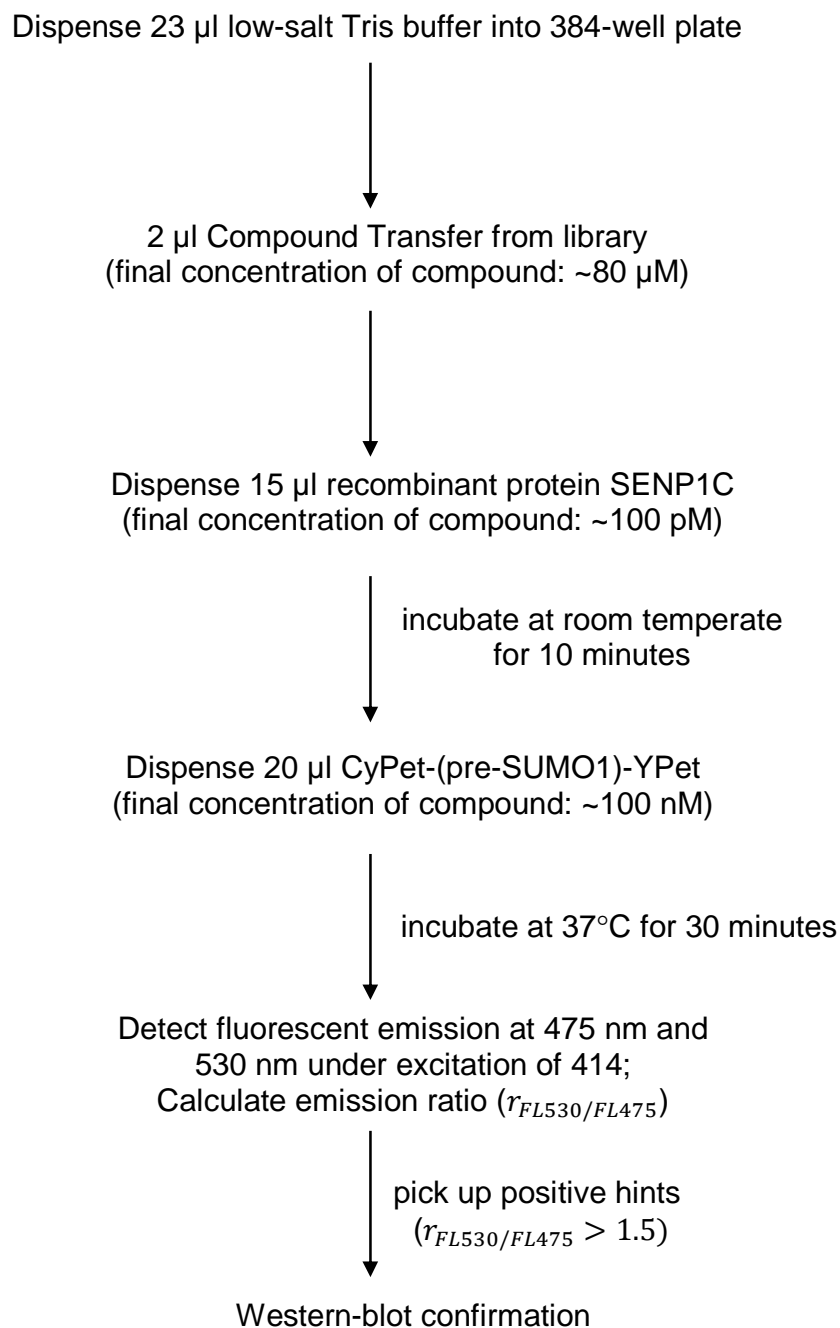 Dispense 23 µl low-salt Tris buffer into 384-well plate
2 µl Compound Transfer from library
(final concentration of compound: ~80 µM)
Dispense 15 µl recombinant protein SENP1C
(final concentration of compound: ~100 pM)
incubate at room temperate
for 10 minutes
Dispense 20 µl CyPet-(pre-SUMO1)-YPet
(final concentration of compound: ~100 nM)
incubate at 37°C for 30 minutes
Detect fluorescent emission at 475 nm and
530 nm under excitation of 414;
Calculate emission ratio (r_{FL530/FL475})
pick up positive hints
(r_{FL530/FL475} > 1.5)
Western-blot confirmation